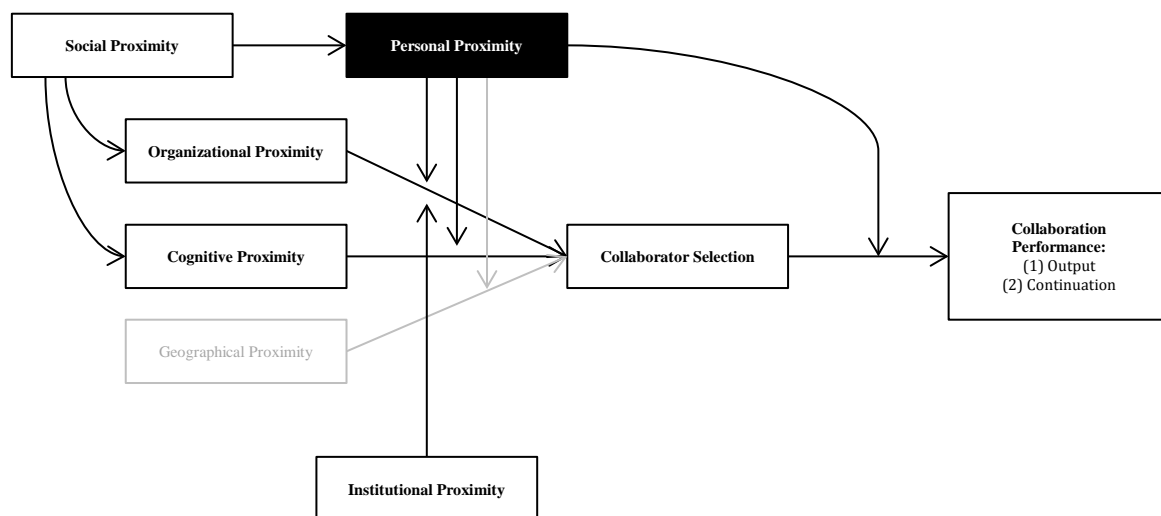 Social Proximity
Personal Proximity
Organizational Proximity
Cognitive Proximity
Collaborator Selection
Collaboration
Performance:
(1) Output
(2) Continuation
Geographical Proximity
Institutional Proximity